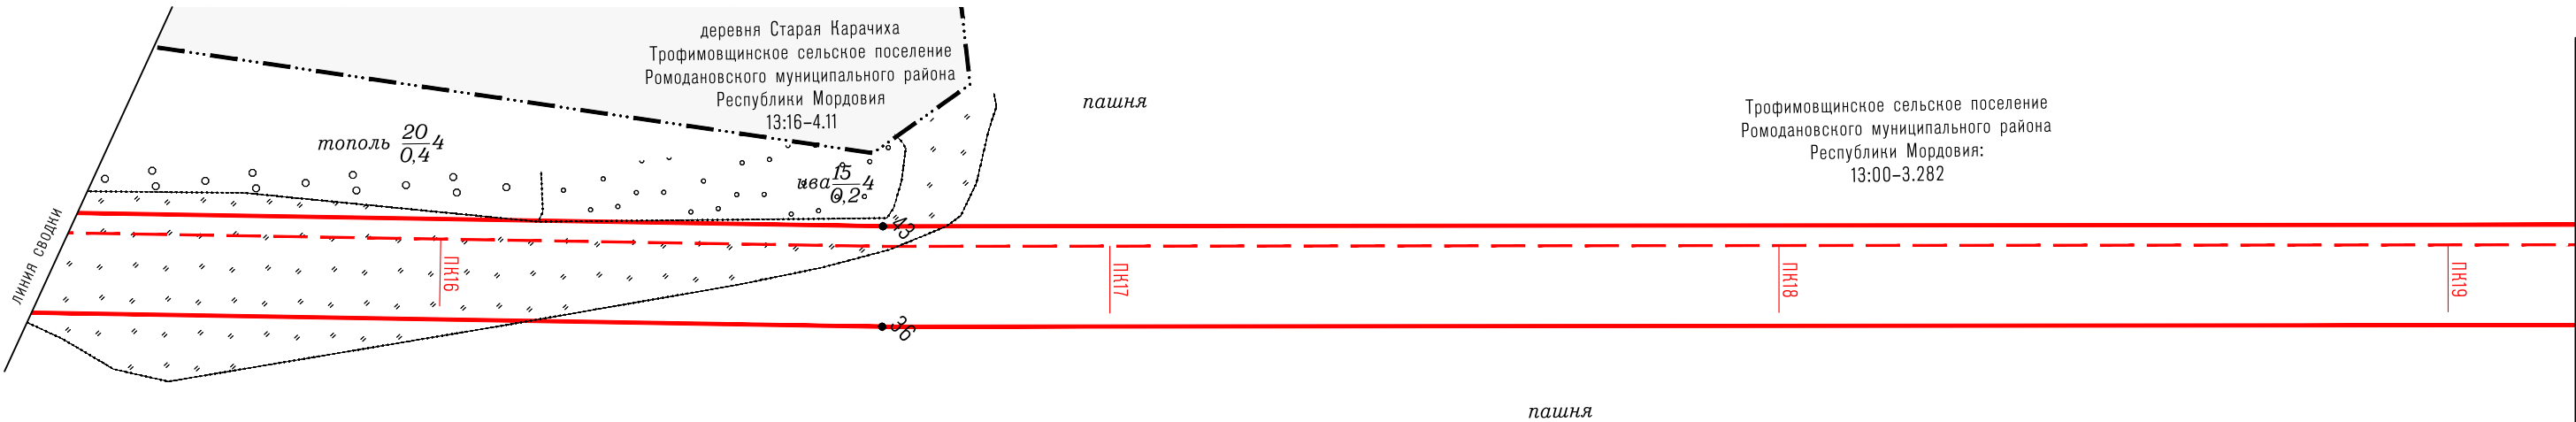 деревня Старая Карачиха
Трофимовщинское сельское поселение
Ромодановского муниципального района
Республики Мордовия
13:16–4.11
пашня
Трофимовщинское сельское поселение
Ромодановского муниципального района
Республики Мордовия:
13:00–3.282
тополь 20/0,4 4
ива 15/0,2 4
линия сводки
43
ПК16
ПК17
ПК18
ПК19
36
пашня